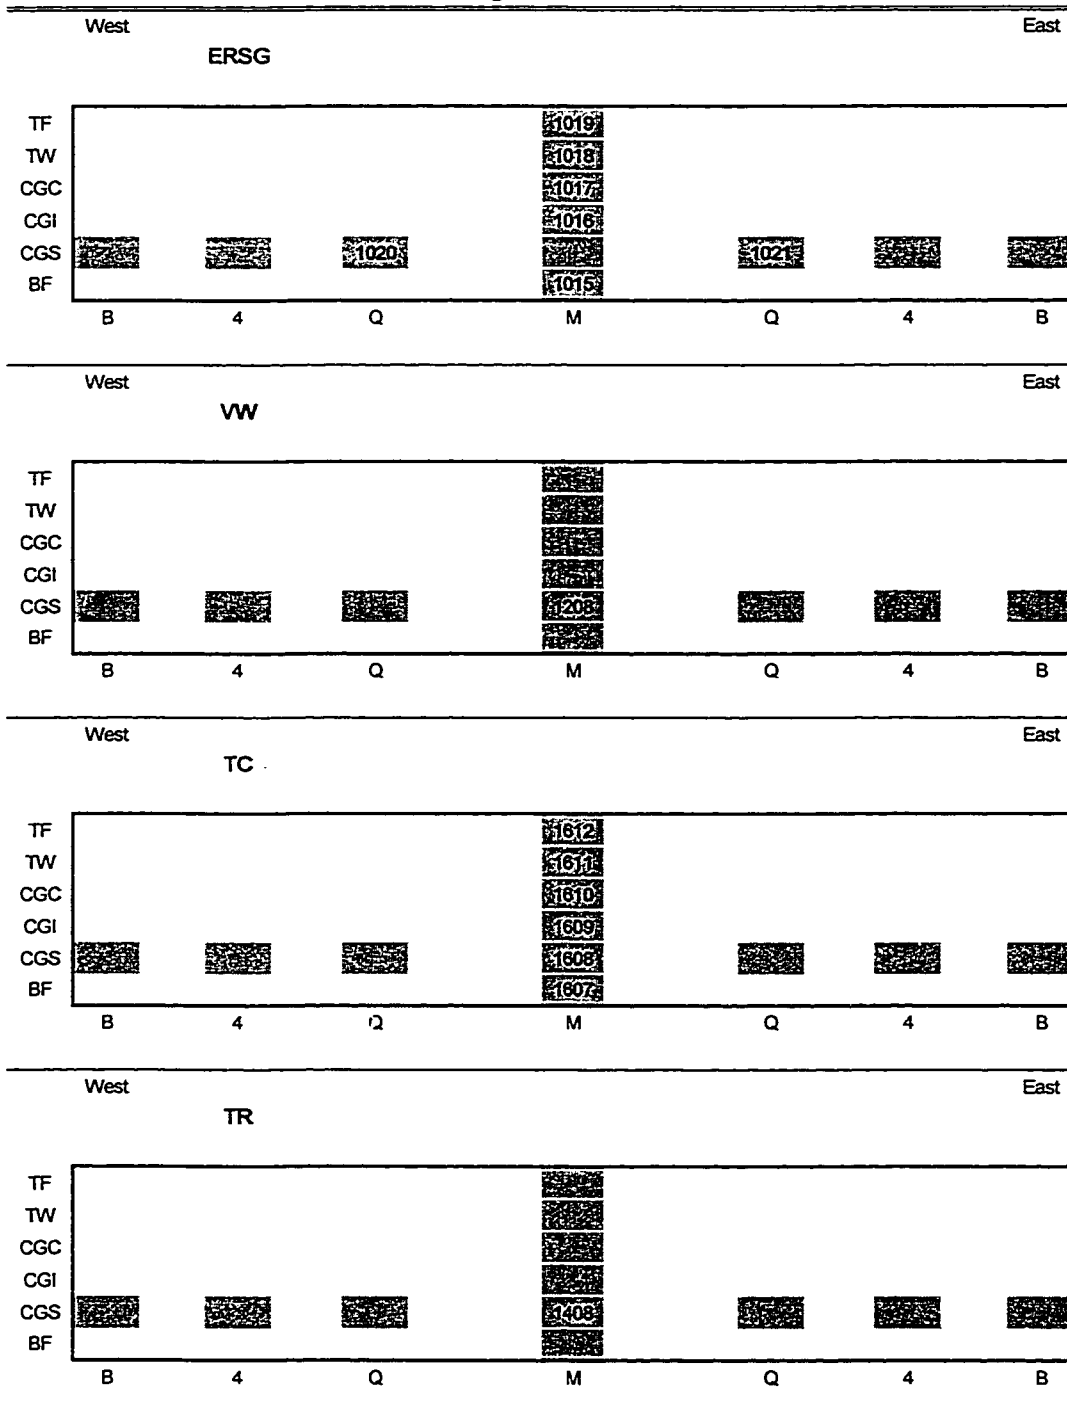 West East
ERSG
TF 1019
TW 1018
CGC 1017
CGI 1016
CGS 1020 1021
BF 1015
B 4 Q M Q 4 B
West East
VW
TF
TW
CGC
CGI
CGS 1208
BF
B 4 Q M Q 4 B
West East
TC
TF 1612
TW 1611
CGC 1610
CGI 1609
CGS 1608
BF 1607
B 4 Q M Q 4 B
West East
TR
TF
TW
CGC
CGI
CGS 1408
BF
B 4 Q M Q 4 B